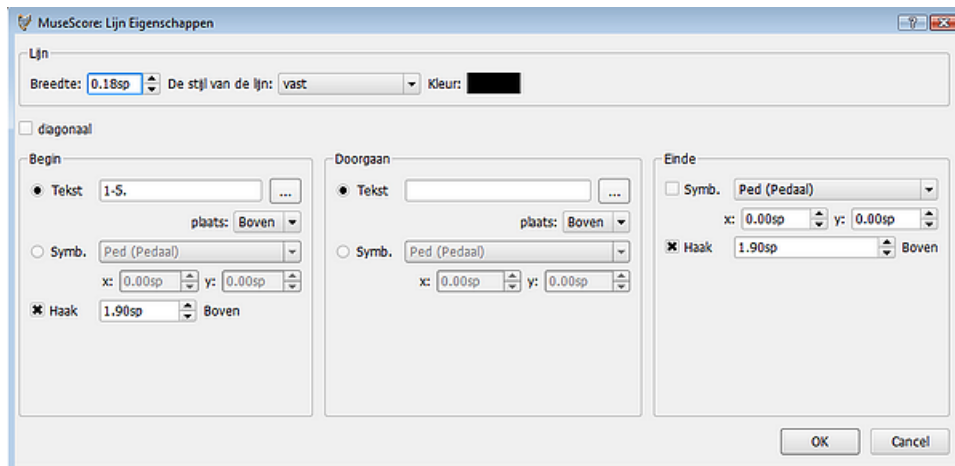 MuseScore: Lijn Eigenschappen
Lijn
Breedte: 0.18sp De stijl van de lijn: vast Kleur:
diagonaal
Begin
Tekst 1-5. ...
plaats: Boven
Symb. Ped (Pedaal)
x: 0.00sp y: 0.00sp
Haak 1.90sp Boven
Doorgaan
Tekst ...
plaats: Boven
Symb. Ped (Pedaal)
x: 0.00sp y: 0.00sp
Einde
Symb. Ped (Pedaal)
x: 0.00sp y: 0.00sp
Haak 1.90sp Boven
OK Cancel